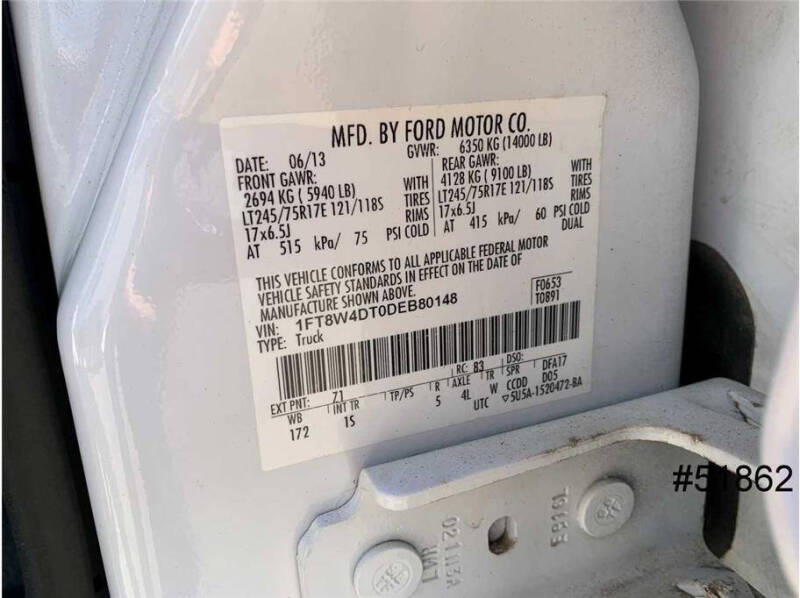 MFD. BY FORD MOTOR CO.
DATE: 06/13 GVWR: 6350 KG (14000 LB)
FRONT GAWR: REAR GAWR:
2694 KG ( 5940 LB) WITH 4128 KG ( 9100 LB) WITH
LT245/75R17E 121/118S TIRES LT245/75R17E 121/118S TIRES
17x6.5J RIMS 17x6.5J RIMS
AT 515 kPa/ 75 PSI COLD AT 415 kPa/ 60 PSI COLD
DUAL
THIS VEHICLE CONFORMS TO ALL APPLICABLE FEDERAL MOTOR
VEHICLE SAFETY STANDARDS IN EFFECT ON THE DATE OF
MANUFACTURE SHOWN ABOVE. F0653
VIN: 1FT8W4DT0DEB80148 T0891
TYPE: Truck
EXT PNT: 71 RC: 83 DSO:
WB INT TR TP/PS R AXLE TR SPR DFA17
172 1S 5 4L W CCDD D05
UTC ▽5U5A-1520472-BA
#51862